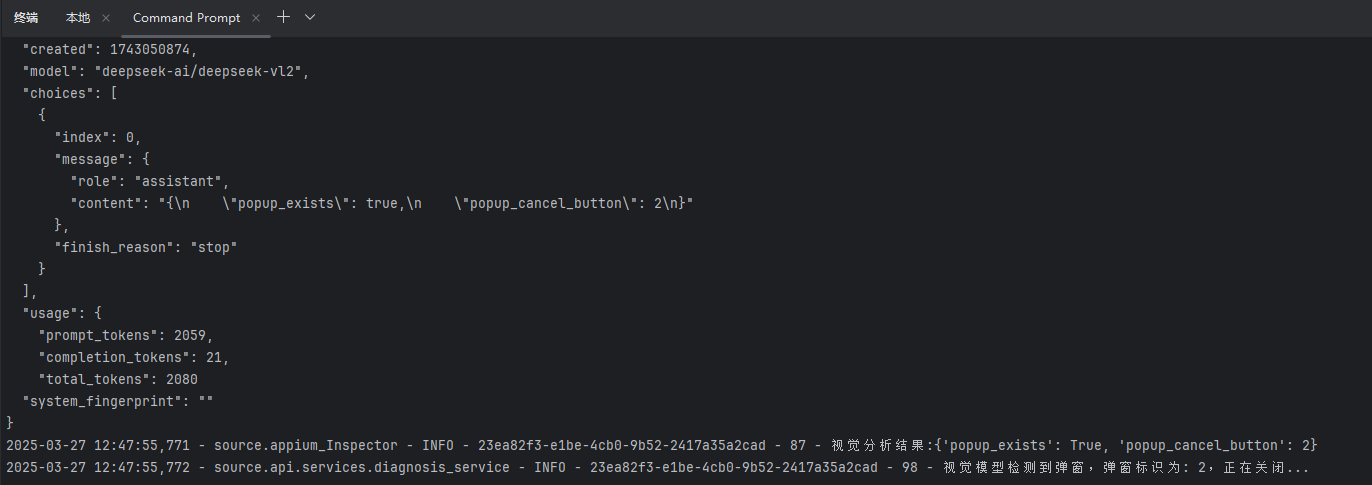 终端 本地 × Command Prompt ×
"created": 1743050874,
"model": "deepseek-ai/deepseek-vl2",
"choices": [
{
"index": 0,
"message": {
"role": "assistant",
"content": "{\n    \"popup_exists\": true,\n    \"popup_cancel_button\": 2\n}"
},
"finish_reason": "stop"
}
],
"usage": {
"prompt_tokens": 2059,
"completion_tokens": 21,
"total_tokens": 2080
"system_fingerprint": ""
}
2025-03-27 12:47:55,771 - source.appium_Inspector - INFO - 23ea82f3-e1be-4cb0-9b52-2417a35a2cad - 87 - 视觉分析结果:{'popup_exists': True, 'popup_cancel_button': 2}
2025-03-27 12:47:55,772 - source.api.services.diagnosis_service - INFO - 23ea82f3-e1be-4cb0-9b52-2417a35a2cad - 98 - 视觉模型检测到弹窗，弹窗标识为: 2，正在关闭...